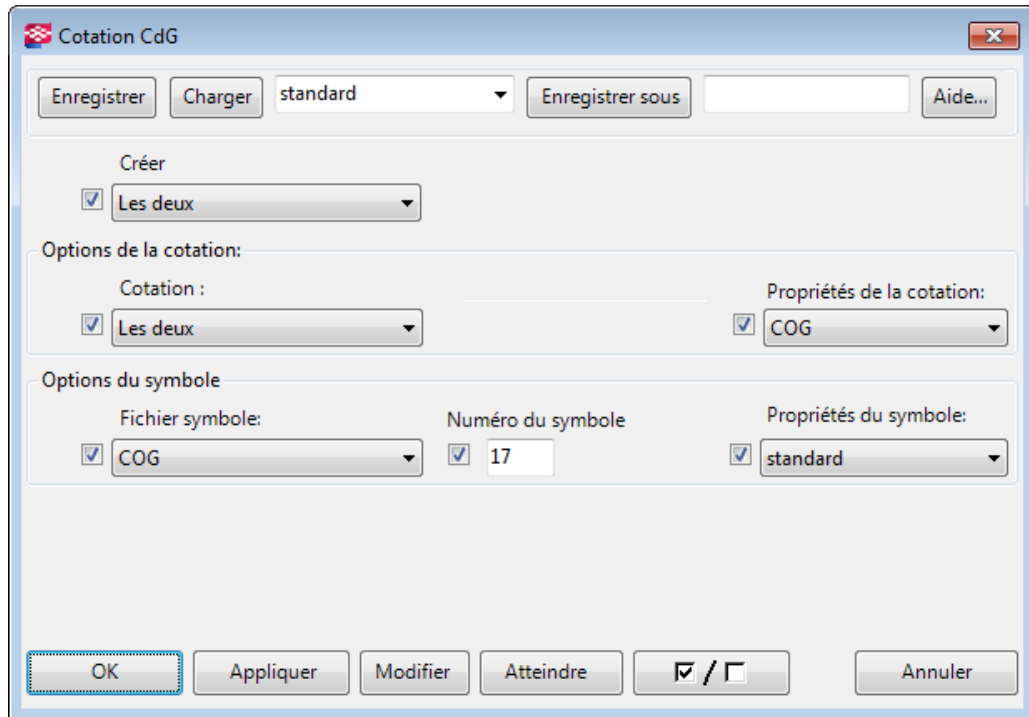 Cotation CdG
Enregistrer Charger standard Enregistrer sous Aide...
Créer
Les deux
Options de la cotation:
Cotation : Propriétés de la cotation:
Les deux COG
Options du symbole
Fichier symbole: Numéro du symbole Propriétés du symbole:
COG 17 standard
OK Appliquer Modifier Atteindre / Annuler